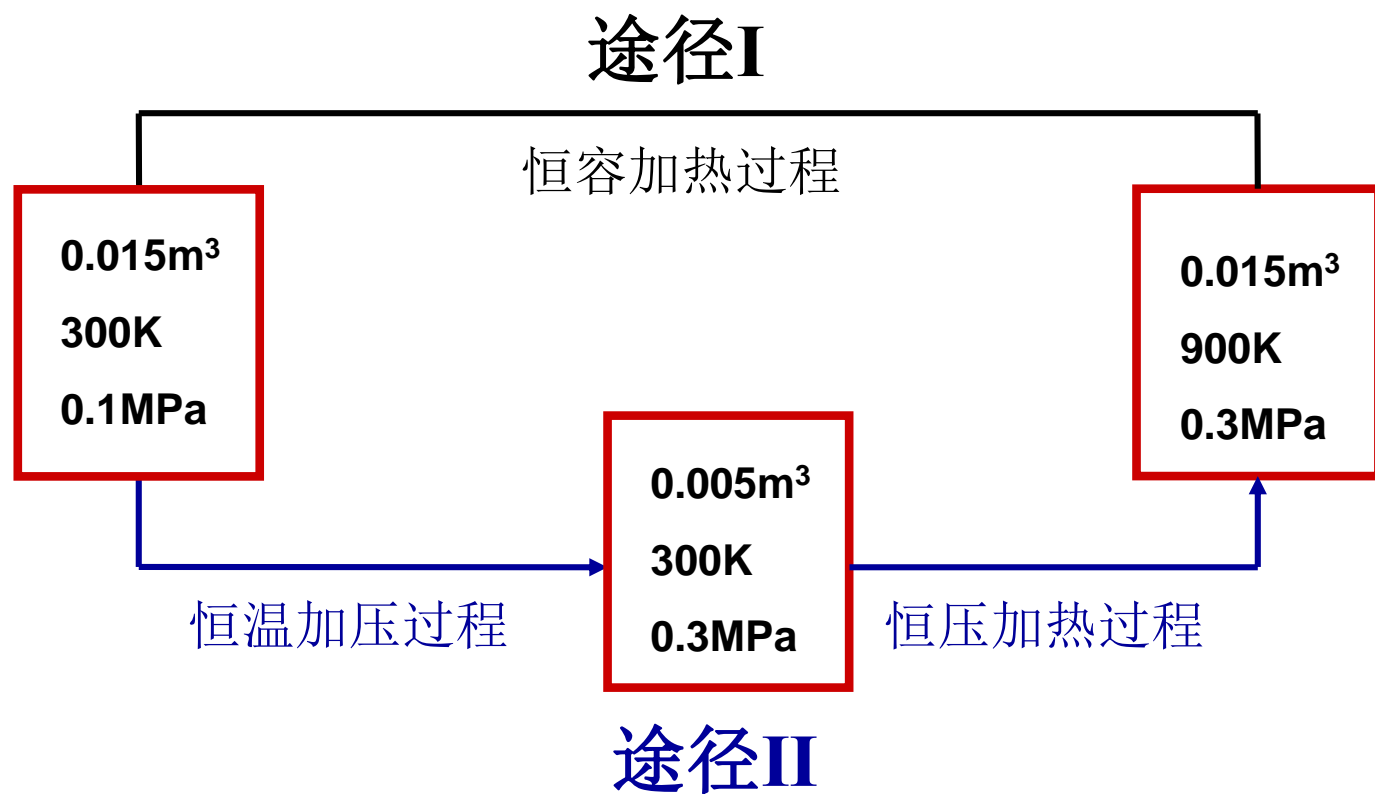 途径I
恒容加热过程
0.015m³
300K
0.1MPa
0.015m³
900K
0.3MPa
0.005m³
300K
0.3MPa
恒温加压过程
恒压加热过程
途径II